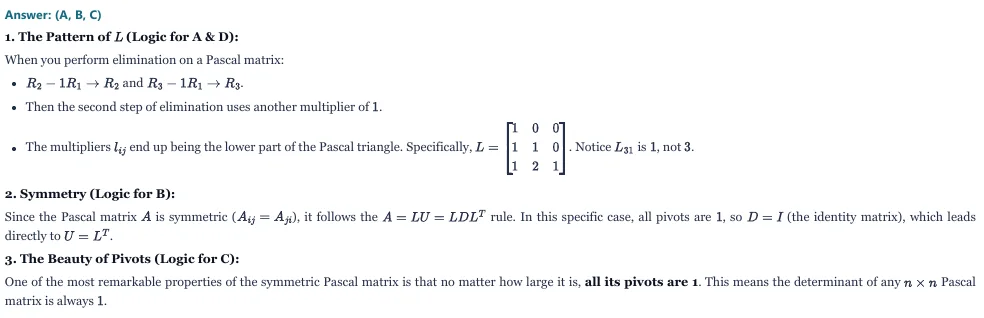 Answer: (A, B, C)
1. The Pattern of L (Logic for A & D):
When you perform elimination on a Pascal matrix:
• R₂ − 1R₁ → R₂ and R₃ − 1R₁ → R₃.
• Then the second step of elimination uses another multiplier of 1.
• The multipliers lᵢⱼ end up being the lower part of the Pascal triangle. Specifically, L = [1 0 0; 1 1 0; 1 2 1]. Notice L₃₁ is 1, not 3.
2. Symmetry (Logic for B):
Since the Pascal matrix A is symmetric (Aᵢⱼ = Aⱼᵢ), it follows the A = LU = LDLᵀ rule. In this specific case, all pivots are 1, so D = I (the identity matrix), which leads
directly to U = Lᵀ.
3. The Beauty of Pivots (Logic for C):
One of the most remarkable properties of the symmetric Pascal matrix is that no matter how large it is, all its pivots are 1. This means the determinant of any n × n Pascal
matrix is always 1.